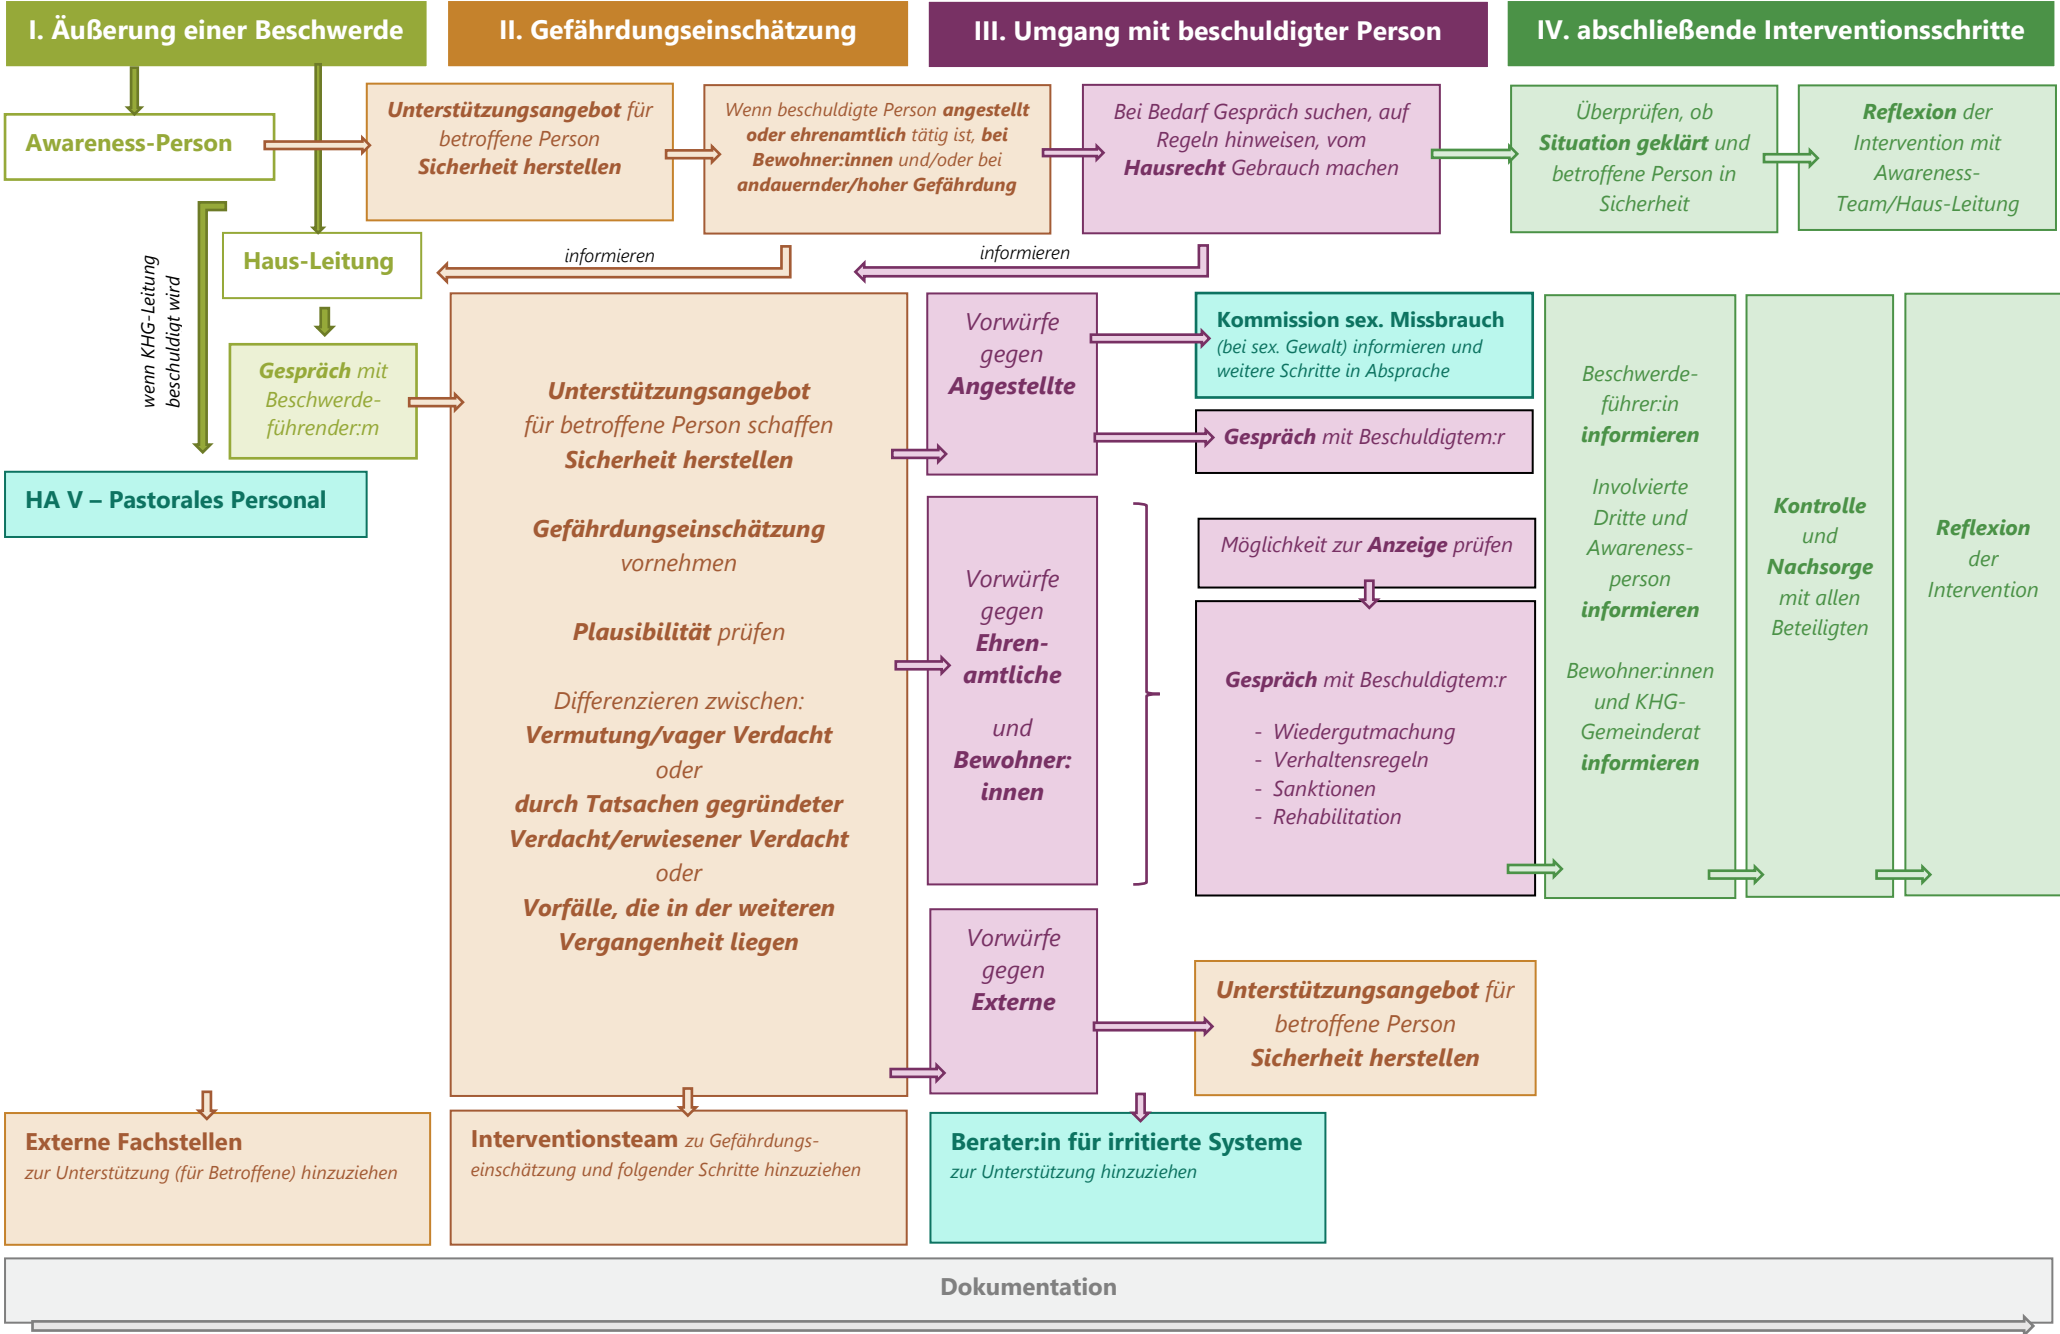 I. Äußerung einer Beschwerde
II. Gefährdungseinschätzung
III. Umgang mit beschuldigter Person
IV. abschließende Interventionsschritte
Awareness-Person
Unterstützungsangebot für
betroffene Person
Sicherheit herstellen
Wenn beschuldigte Person angestellt
oder ehrenamtlich tätig ist, bei
Bewohner:innen und/oder bei
andauernder/hoher Gefährdung
Bei Bedarf Gespräch suchen, auf
Regeln hinweisen, vom
Hausrecht Gebrauch machen
Überprüfen, ob
Situation geklärt und
betroffene Person in
Sicherheit
Reflexion der
Intervention mit
Awareness-
Team/Haus-Leitung
wenn KHG-Leitung
beschuldigt wird
Haus-Leitung
informieren
informieren
Gespräch mit
Beschwerde-
führender:m
HA V – Pastorales Personal
Unterstützungsangebot
für betroffene Person schaffen
Sicherheit herstellen
Gefährdungseinschätzung
vornehmen
Plausibilität prüfen
Differenzieren zwischen:
Vermutung/vager Verdacht
oder
durch Tatsachen gegründeter
Verdacht/erwiesener Verdacht
oder
Vorfälle, die in der weiteren
Vergangenheit liegen
Vorwürfe
gegen
Angestellte
Kommission sex. Missbrauch
(bei sex. Gewalt) informieren und
weitere Schritte in Absprache
Gespräch mit Beschuldigtem:r
Vorwürfe
gegen
Ehren-
amtliche
und
Bewohner:
innen
Möglichkeit zur Anzeige prüfen
Gespräch mit Beschuldigtem:r
- Wiedergutmachung
- Verhaltensregeln
- Sanktionen
- Rehabilitation
Vorwürfe
gegen
Externe
Unterstützungsangebot für
betroffene Person
Sicherheit herstellen
Beschwerde-
führer:in
informieren
Involvierte
Dritte und
Awareness-
person
informieren
Bewohner:innen
und KHG-
Gemeinderat
informieren
Kontrolle
und
Nachsorge
mit allen
Beteiligten
Reflexion
der
Intervention
Externe Fachstellen
zur Unterstützung (für Betroffene) hinzuziehen
Interventionsteam zu Gefährdungs-
einschätzung und folgender Schritte hinzuziehen
Berater:in für irritierte Systeme
zur Unterstützung hinzuziehen
Dokumentation